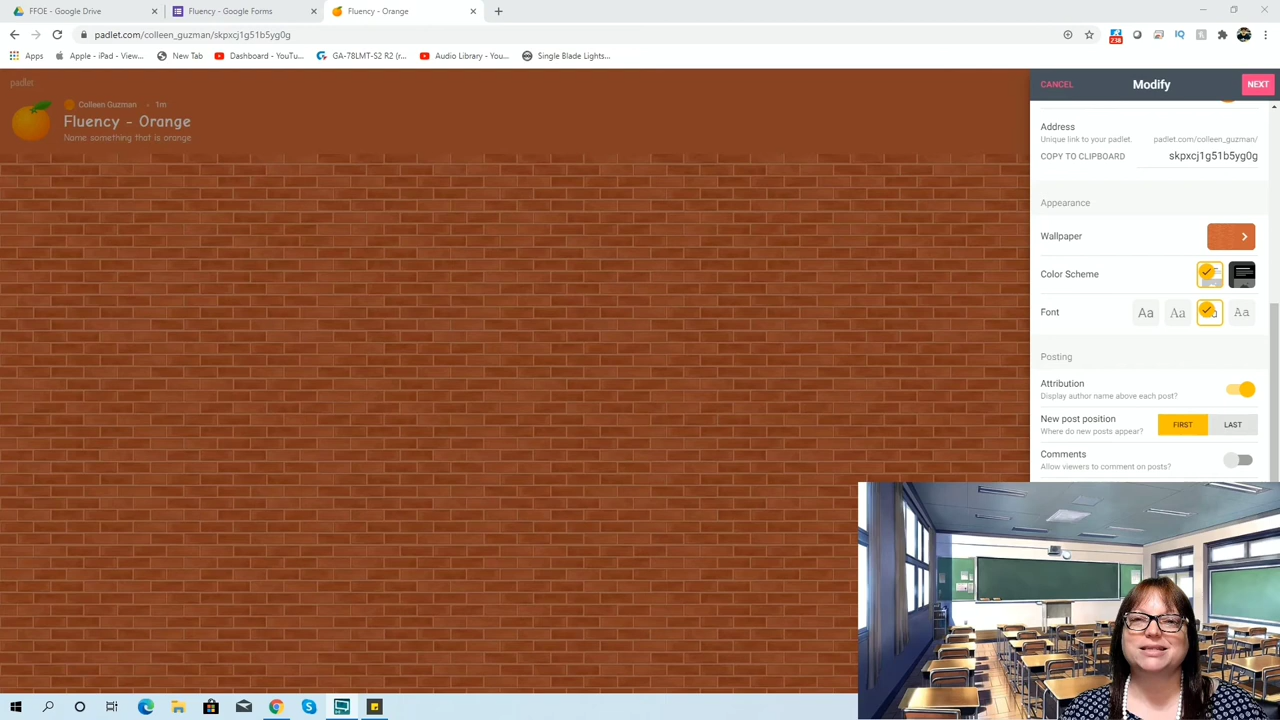 FFOE - Google Drive
Fluency - Google Forms
Fluency - Orange
padlet.com/colleen_guzman/skpxcj1g51b5yg0g
238
Apps
Apple - iPad - View...
New Tab
Dashboard - YouTu...
GA-78LMT-S2 R2 (r...
Audio Library - You...
Single Blade Lights...
padlet
Colleen Guzman • 1m
Fluency - Orange
Name something that is orange
CANCEL
Modify
NEXT
Address
Unique link to your padlet.
padlet.com/colleen_guzman/
COPY TO CLIPBOARD
skpxcj1g51b5yg0g
Appearance
Wallpaper
Color Scheme
Font
Aa
Aa
Aa
Posting
Attribution
Display author name above each post?
New post position
Where do new posts appear?
FIRST
LAST
Comments
Allow viewers to comment on posts?